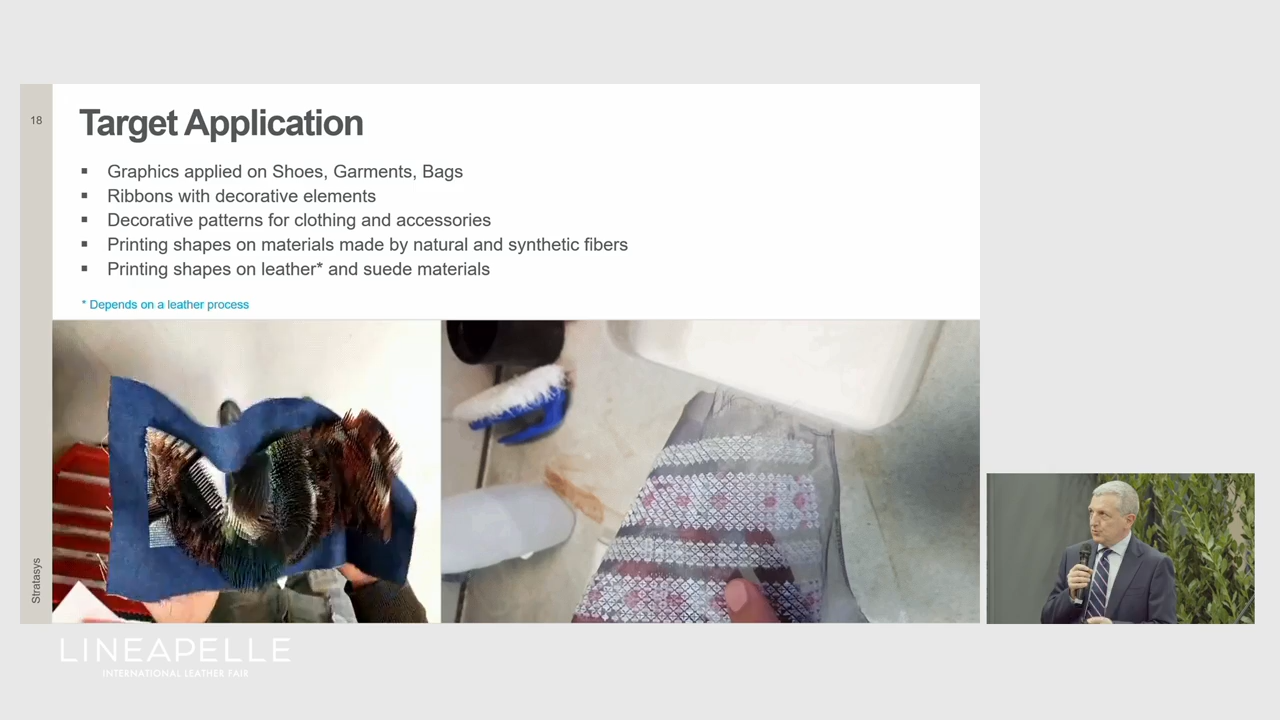 18
Target Application
▪ Graphics applied on Shoes, Garments, Bags
▪ Ribbons with decorative elements
▪ Decorative patterns for clothing and accessories
▪ Printing shapes on materials made by natural and synthetic fibers
▪ Printing shapes on leather* and suede materials
* Depends on a leather process
Stratasys
LINEAPELLE
INTERNATIONAL LEATHER FAIR